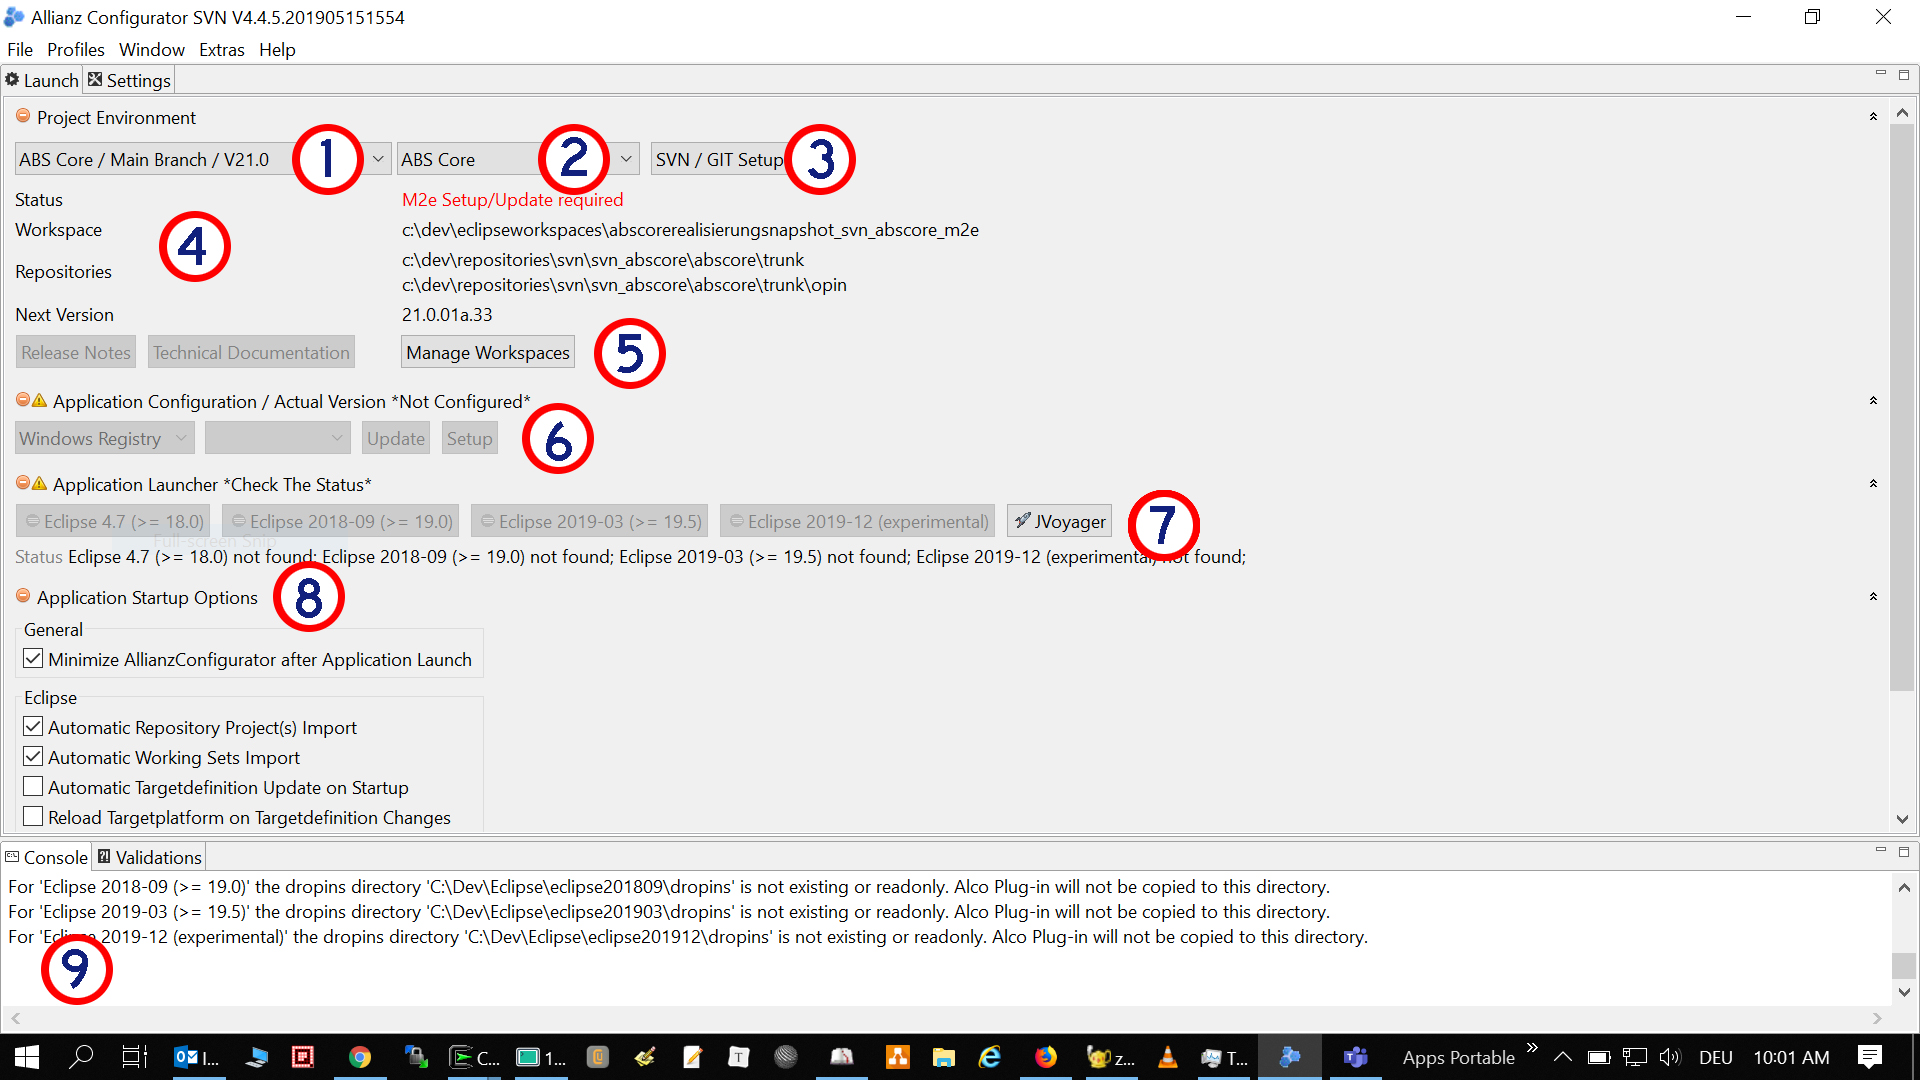 Allianz Configurator SVN V4.4.5.201905151554
File Profiles Window Extras Help
Launch Settings
Project Environment
ABS Core / Main Branch / V21.0 1 ABS Core 2 SVN / GIT Setup 3
Status M2e Setup/Update required
Workspace c:\dev\eclipseworkspaces\abscorerealisierungsnapshot_svn_abscore_m2e
4
Repositories c:\dev\repositories\svn\svn_abscore\abscore\trunk
c:\dev\repositories\svn\svn_abscore\abscore\trunk\opin
Next Version 21.0.01a.33
Release Notes Technical Documentation Manage Workspaces 5
Application Configuration / Actual Version *Not Configured*
Windows Registry Update Setup 6
Application Launcher *Check The Status*
Eclipse 4.7 (>= 18.0) Eclipse 2018-09 (>= 19.0) Eclipse 2019-03 (>= 19.5) Eclipse 2019-12 (experimental) JVoyager 7
Full-screen Snip
Status Eclipse 4.7 (>= 18.0) not found; Eclipse 2018-09 (>= 19.0) not found; Eclipse 2019-03 (>= 19.5) not found; Eclipse 2019-12 (experimental) not found;
Application Startup Options 8
General
Minimize AllianzConfigurator after Application Launch
Eclipse
Automatic Repository Project(s) Import
Automatic Working Sets Import
Automatic Targetdefinition Update on Startup
Reload Targetplatform on Targetdefinition Changes
Console Validations
For 'Eclipse 2018-09 (>= 19.0)' the dropins directory 'C:\Dev\Eclipse\eclipse201809\dropins' is not existing or readonly. Alco Plug-in will not be copied to this directory.
For 'Eclipse 2019-03 (>= 19.5)' the dropins directory 'C:\Dev\Eclipse\eclipse201903\dropins' is not existing or readonly. Alco Plug-in will not be copied to this directory.
For 'Eclipse 2019-12 (experimental)' the dropins directory 'C:\Dev\Eclipse\eclipse201912\dropins' is not existing or readonly. Alco Plug-in will not be copied to this directory.
9
I... C... 1... z... T... Apps Portable DEU 10:01 AM